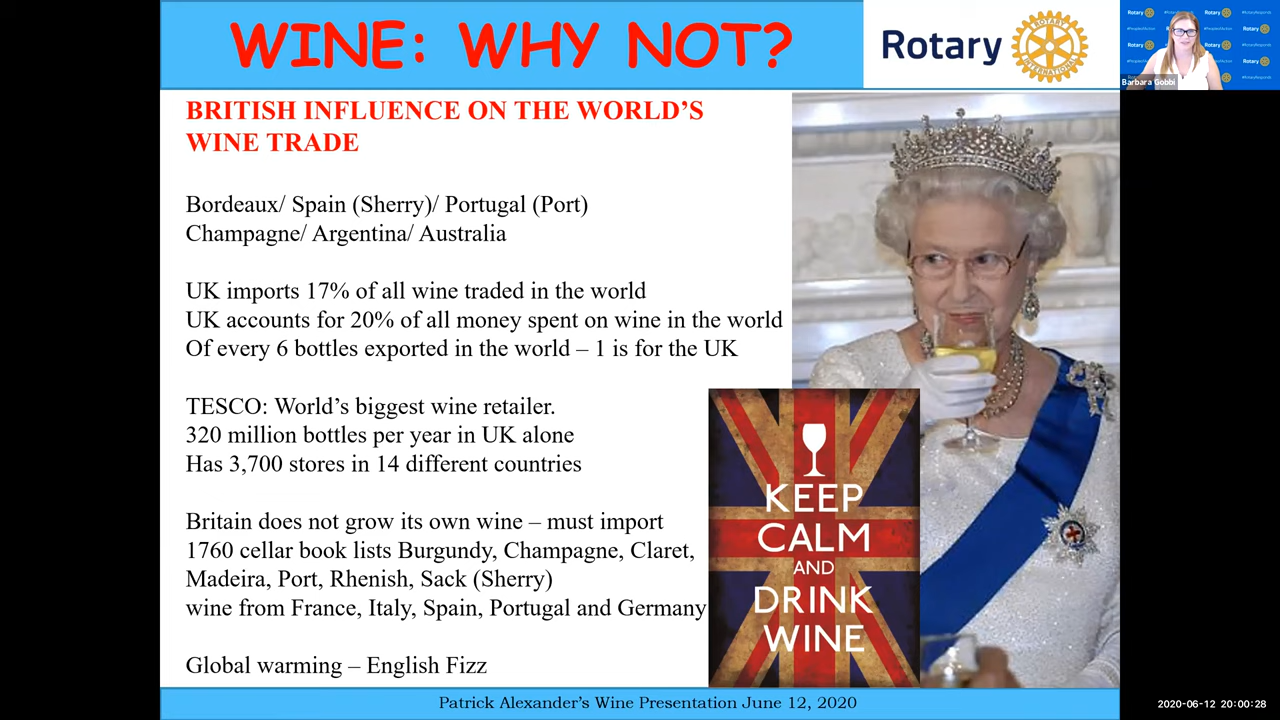 WINE: WHY NOT?
Rotary
ROTARY
INTERNATIONAL
Barbara Gobbi
BRITISH INFLUENCE ON THE WORLD’S
WINE TRADE
Bordeaux/ Spain (Sherry)/ Portugal (Port)
Champagne/ Argentina/ Australia
UK imports 17% of all wine traded in the world
UK accounts for 20% of all money spent on wine in the world
Of every 6 bottles exported in the world – 1 is for the UK
TESCO: World’s biggest wine retailer.
320 million bottles per year in UK alone
Has 3,700 stores in 14 different countries
Britain does not grow its own wine – must import
1760 cellar book lists Burgundy, Champagne, Claret,
Madeira, Port, Rhenish, Sack (Sherry)
wine from France, Italy, Spain, Portugal and Germany
Global warming – English Fizz
KEEP
CALM
AND
DRINK
WINE
Patrick Alexander’s Wine Presentation June 12, 2020
2020-06-12 20:00:28